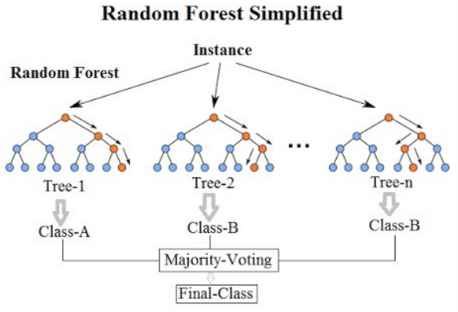 Random Forest Simplified
Instance
Random Forest
Tree-1
Tree-2
Tree-n
Class-A
Class-B
Class-B
Majority-Voting
Final-Class